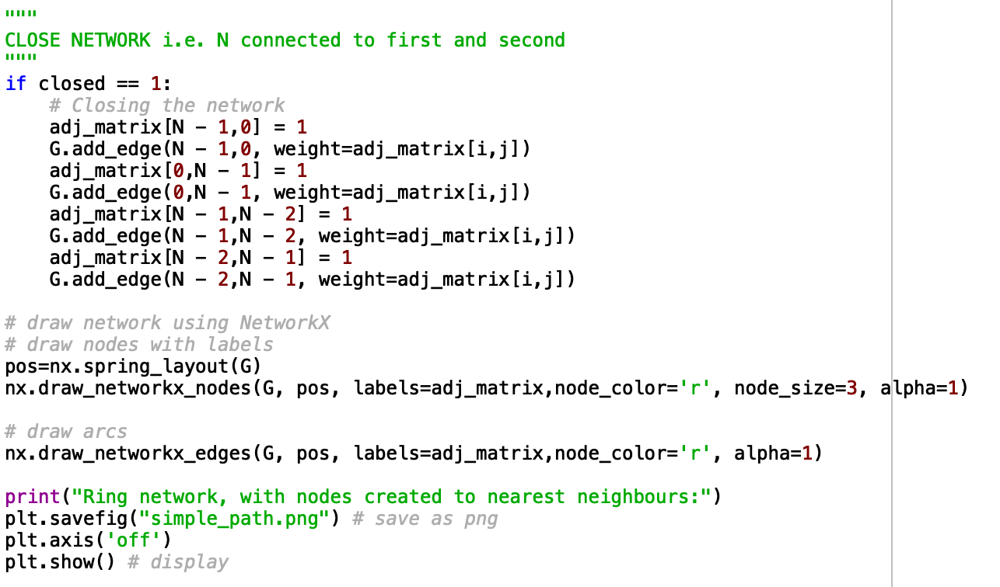 """
CLOSE NETWORK i.e. N connected to first and second
"""
if closed == 1:
    # Closing the network
    adj_matrix[N - 1,0] = 1
    G.add_edge(N - 1,0, weight=adj_matrix[i,j])
    adj_matrix[0,N - 1] = 1
    G.add_edge(0,N - 1, weight=adj_matrix[i,j])
    adj_matrix[N - 1,N - 2] = 1
    G.add_edge(N - 1,N - 2, weight=adj_matrix[i,j])
    adj_matrix[N - 2,N - 1] = 1
    G.add_edge(N - 2,N - 1, weight=adj_matrix[i,j])

# draw network using NetworkX
# draw nodes with labels
pos=nx.spring_layout(G)
nx.draw_networkx_nodes(G, pos, labels=adj_matrix,node_color='r', node_size=3, alpha=1)

# draw arcs
nx.draw_networkx_edges(G, pos, labels=adj_matrix,node_color='r', alpha=1)

print("Ring network, with nodes created to nearest neighbours:")
plt.savefig("simple_path.png") # save as png
plt.axis('off')
plt.show() # display